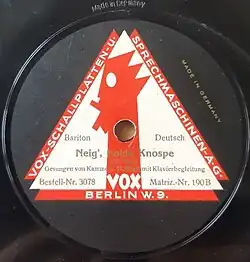 Made in Germany
VOX-SCHALLPLATTEN-U.
SPRECHMASCHINEN-A-G.
MADE IN GERMANY
Bariton Deutsch
Neig', Knospe
Gesungen von mit Klavierbegleitung
Bestell-Nr. 3078 VOX Matriz.-Nr. 190 B
BERLIN W. 9.